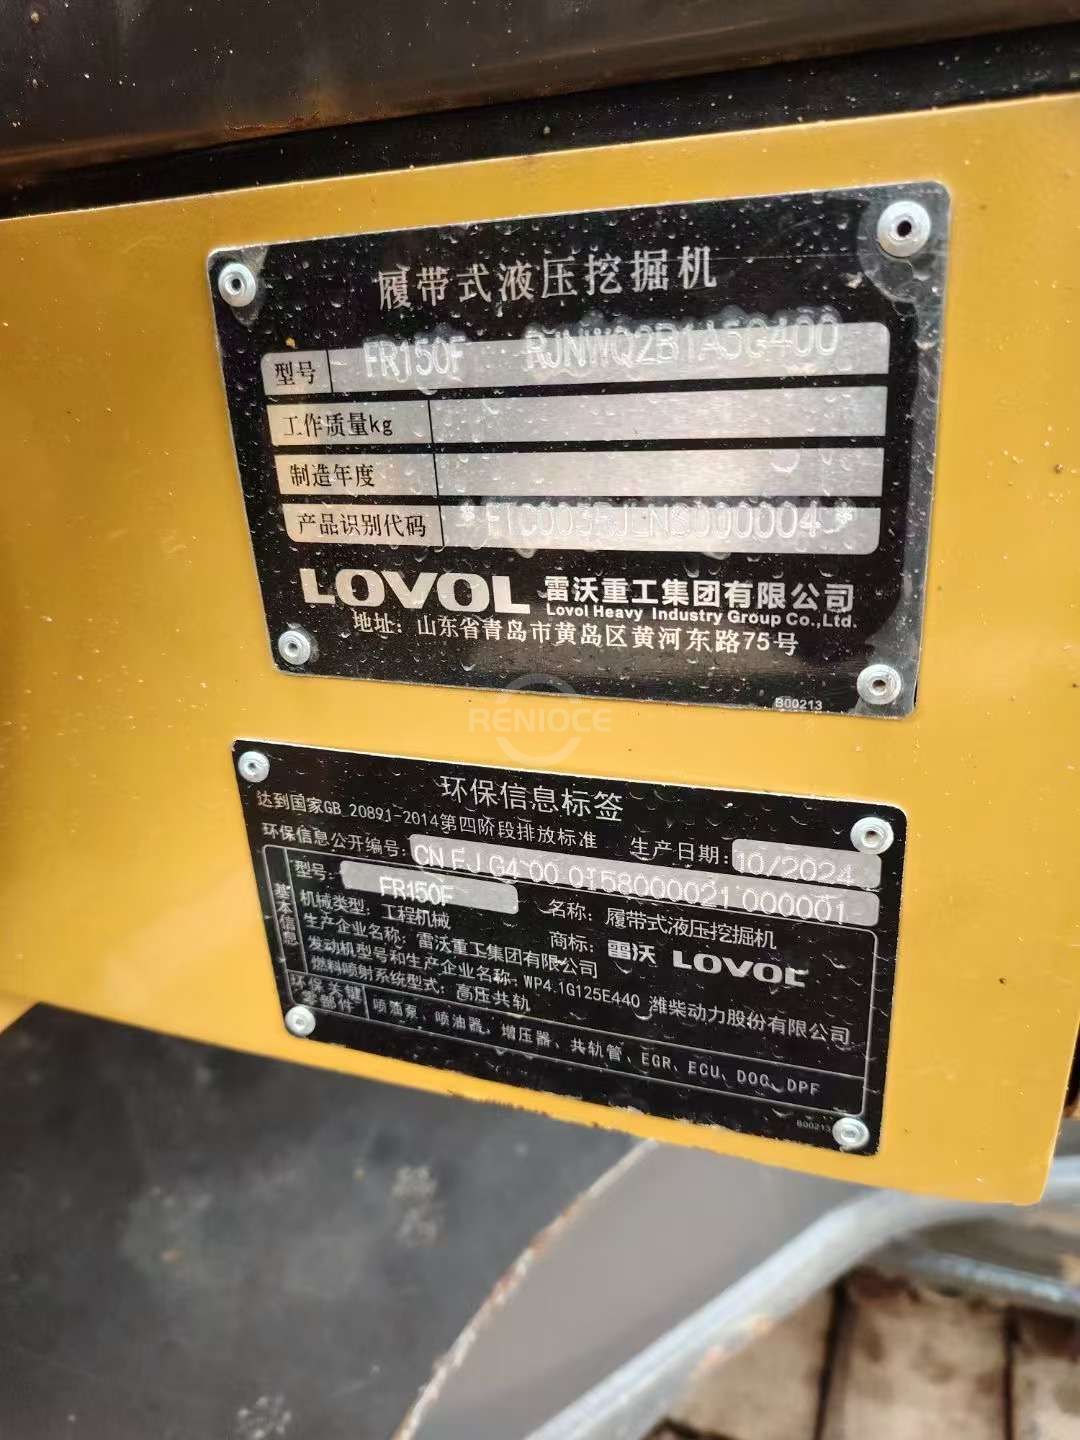 履带式液压挖掘机
型号 FR150F RJNWQ2B1A5G400
工作质量kg
制造年度
产品识别代码
LOVOL 雷沃重工集团有限公司
Lovol Heavy Industry Group Co.,Ltd.
地址: 山东省青岛市黄岛区黄河东路75号
B00213
RENIOCE
环保信息标签
达到国家GB 20891-2014第四阶段排放标准 生产日期: 10/2024
环保信息公开编号: CN FJ G4 00 0158000021 000001
基本信息
型号: FR150F 名称: 履带式液压挖掘机
机械类型: 工程机械 商标: 雷沃 LOVOL
生产企业名称: 雷沃重工集团有限公司
发动机型号和生产企业名称: WP4.1G125E440 潍柴动力股份有限公司
燃料喷射系统型式: 高压共轨
环保关键零部件 喷油泵、喷油器、增压器、共轨管、EGR、ECU、DOC、DPF
B00213